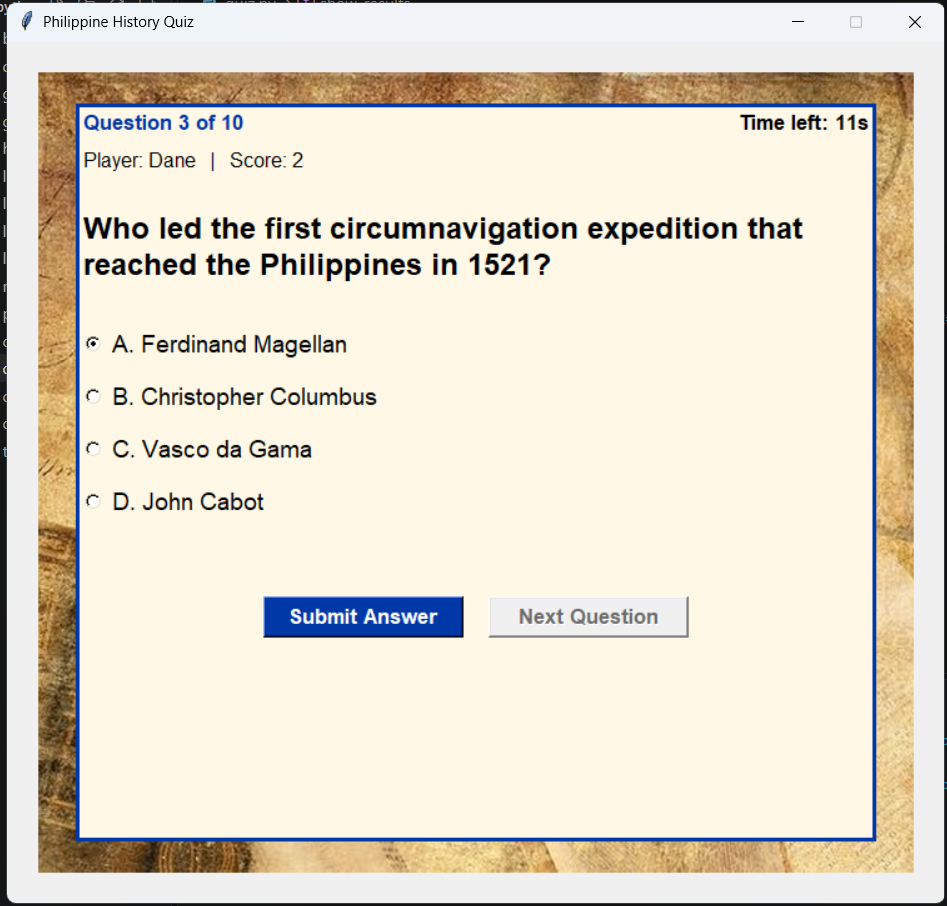 Philippine History Quiz
Question 3 of 10
Time left: 11s
Player: Dane | Score: 2
Who led the first circumnavigation expedition that
reached the Philippines in 1521?
A. Ferdinand Magellan
B. Christopher Columbus
C. Vasco da Gama
D. John Cabot
Submit Answer
Next Question